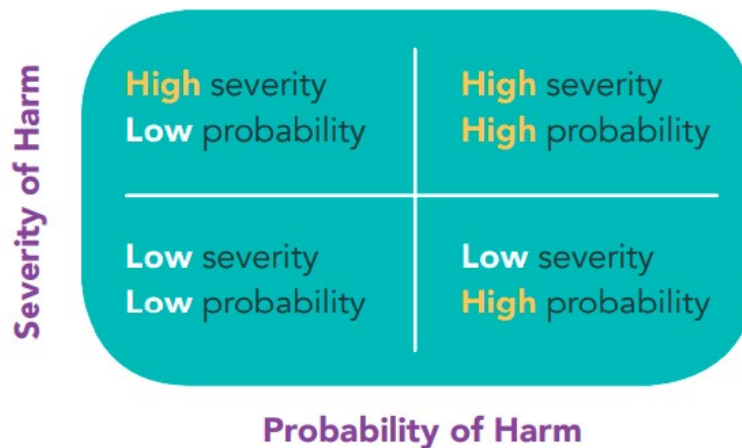 Severity of Harm
High severity
Low probability
High severity
High probability
Low severity
Low probability
Low severity
High probability
Probability of Harm